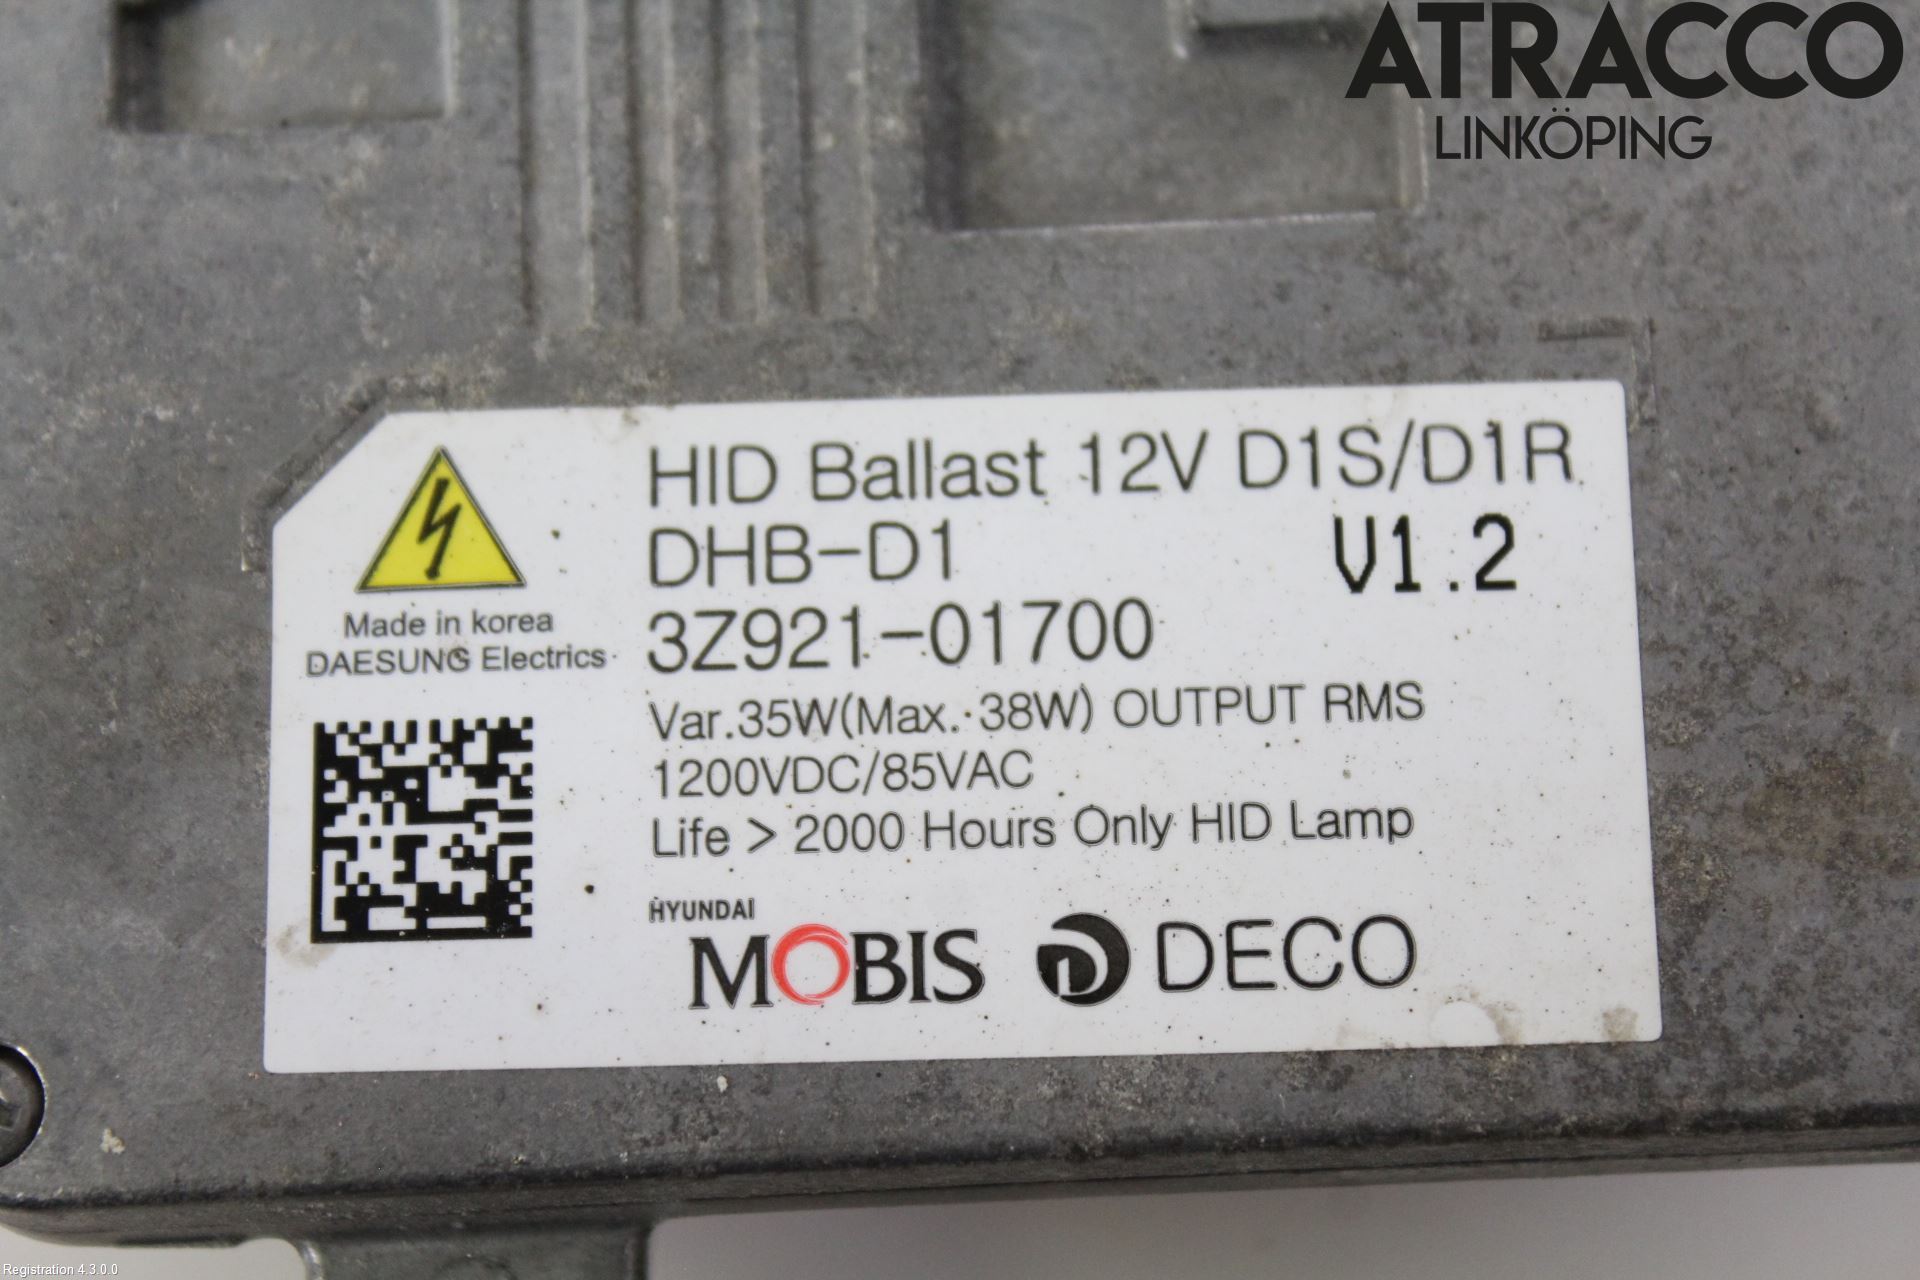 ATRACCO
LINKÖPING
HID Ballast 12V D1S/D1R
DHB-D1 V1.2
3Z921-01700
Made in korea
DAESUNG Electrics
Var.35W(Max. 38W) OUTPUT RMS
1200VDC/85VAC
Life > 2000 Hours Only HID Lamp
HYUNDAI
MOBIS DECO
Registration 4.3.0.0